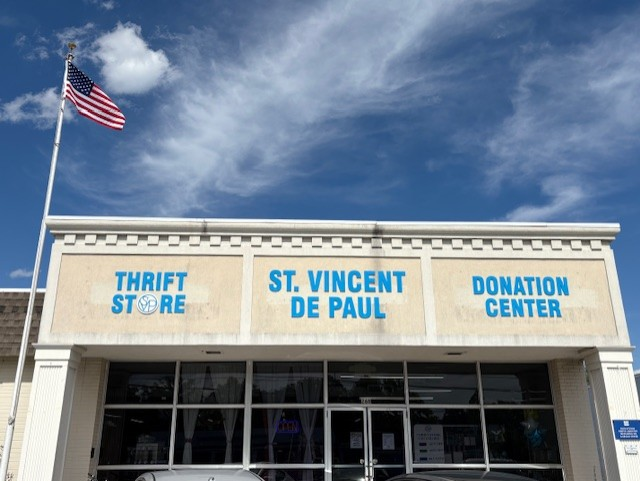 THRIFT
STORE
ST. VINCENT
DE PAUL
DONATION
CENTER